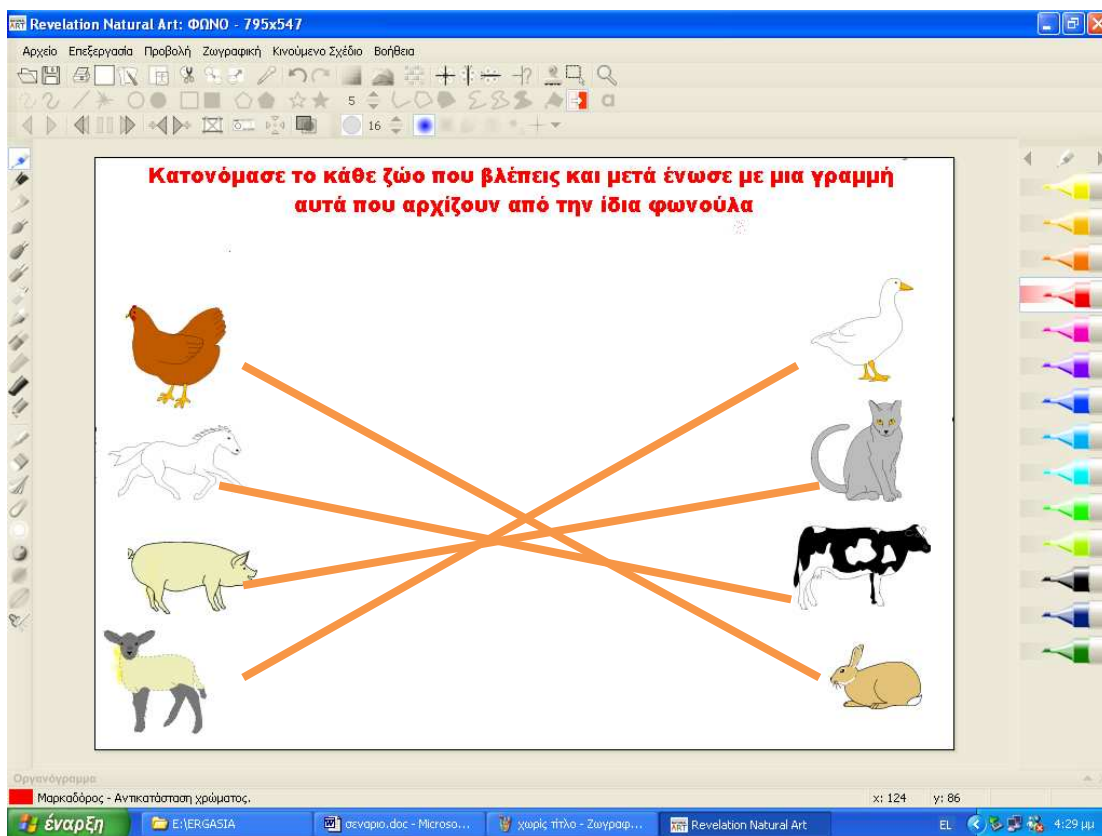 Revelation Natural Art: ΦΩΝΟ - 795x547
Αρχείο Επεξεργασία Προβολή Ζωγραφική Κινούμενο Σχέδιο Βοήθεια
5
16
Κατονόμασε το κάθε ζώο που βλέπεις και μετά ένωσε με μια γραμμή
αυτά που αρχίζουν από την ίδια φωνούλα
Οργανόγραμμα
Μαρκαδόρος - Αντικατάσταση χρώματος.
x: 124 y: 86
έναρξη E:\ERGASIA σεναριο.doc - Microso... χωρίς τίτλο - Ζωγραφ... Revelation Natural Art EL 4:29 μμ